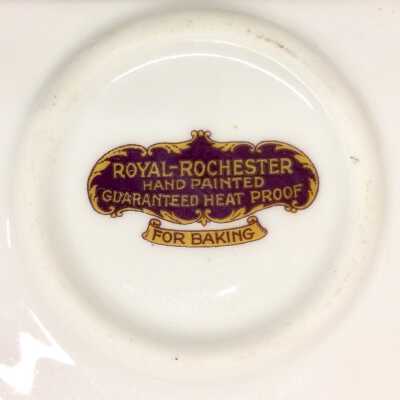 ROYAL-ROCHESTER
HAND PAINTED
GUARANTEED HEAT PROOF
FOR BAKING